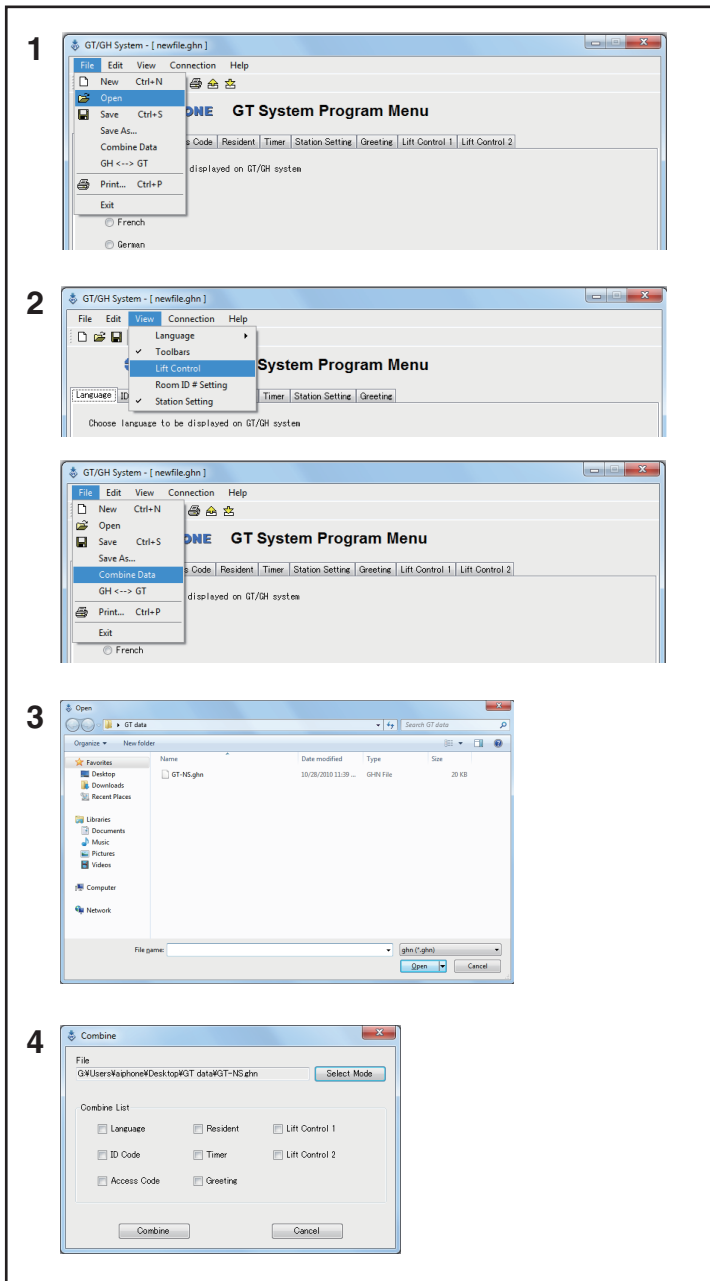 1
GT/GH System - [ newfile.ghn ]
File Edit View Connection Help
New Ctrl+N
Open
Save Ctrl+S
Save As...
Combine Data
GH <--> GT
Print... Ctrl+P
Exit
ONE GT System Program Menu
s Code Resident Timer Station Setting Greeting Lift Control 1 Lift Control 2
displayed on GT/GH system
French
German
2
GT/GH System - [ newfile.ghn ]
File Edit View Connection Help
Language
Toolbars
Lift Control
Room ID # Setting
Station Setting
System Program Menu
Language ID Timer Station Setting Greeting
Choose language to be displayed on GT/GH system
GT/GH System - [ newfile.ghn ]
File Edit View Connection Help
New Ctrl+N
Open
Save Ctrl+S
Save As...
Combine Data
GH <--> GT
Print... Ctrl+P
Exit
ONE GT System Program Menu
s Code Resident Timer Station Setting Greeting Lift Control 1 Lift Control 2
displayed on GT/GH system
French
3
Open
GT data
Search GT data
Organize New folder
Favorites
Desktop
Downloads
Recent Places
Libraries
Documents
Music
Pictures
Videos
Computer
Network
Name Date modified Type Size
GT-NS.ghn 10/28/2010 11:39 ... GHN File 20 KB
File name: ghn (*.ghn)
Open Cancel
4
Combine
File
G:¥Users¥aiphone¥Desktop¥GT data¥GT-NS.ghn Select Mode
Combine List
Language Resident Lift Control 1
ID Code Timer Lift Control 2
Access Code Greeting
Combine Cancel